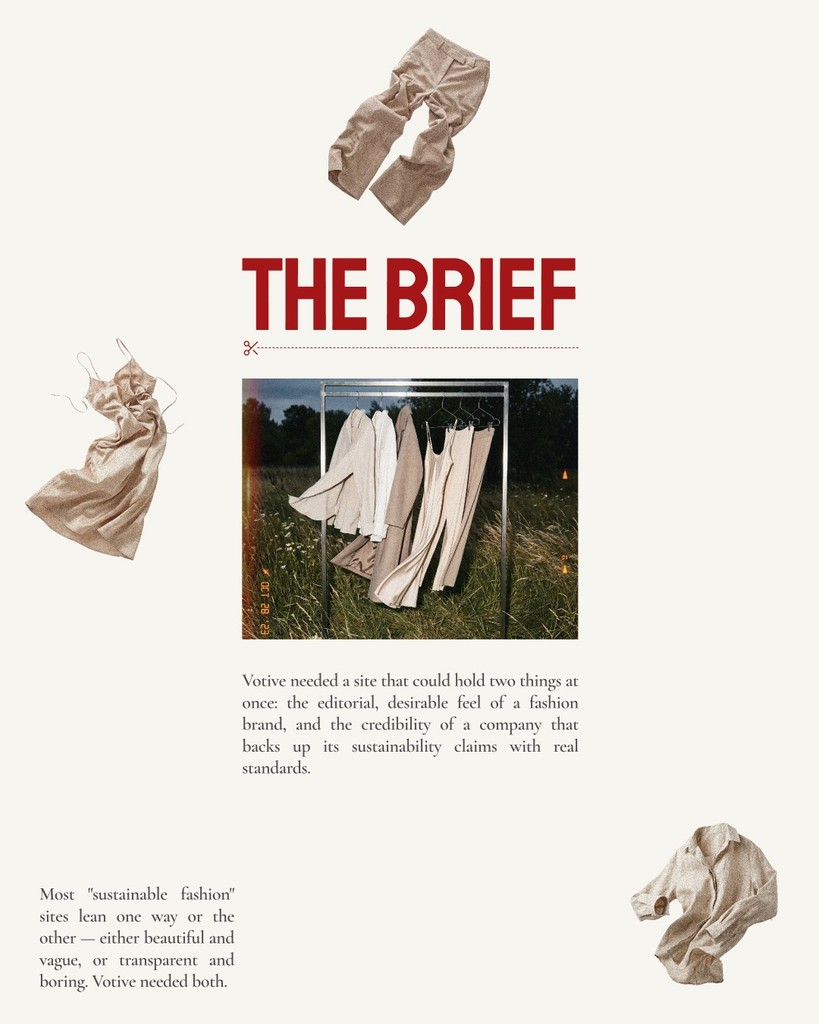 THE BRIEF
Votive needed a site that could hold two things at
once: the editorial, desirable feel of a fashion
brand, and the credibility of a company that
backs up its sustainability claims with real
standards.
Most "sustainable fashion"
sites lean one way or the
other — either beautiful and
vague, or transparent and
boring. Votive needed both.